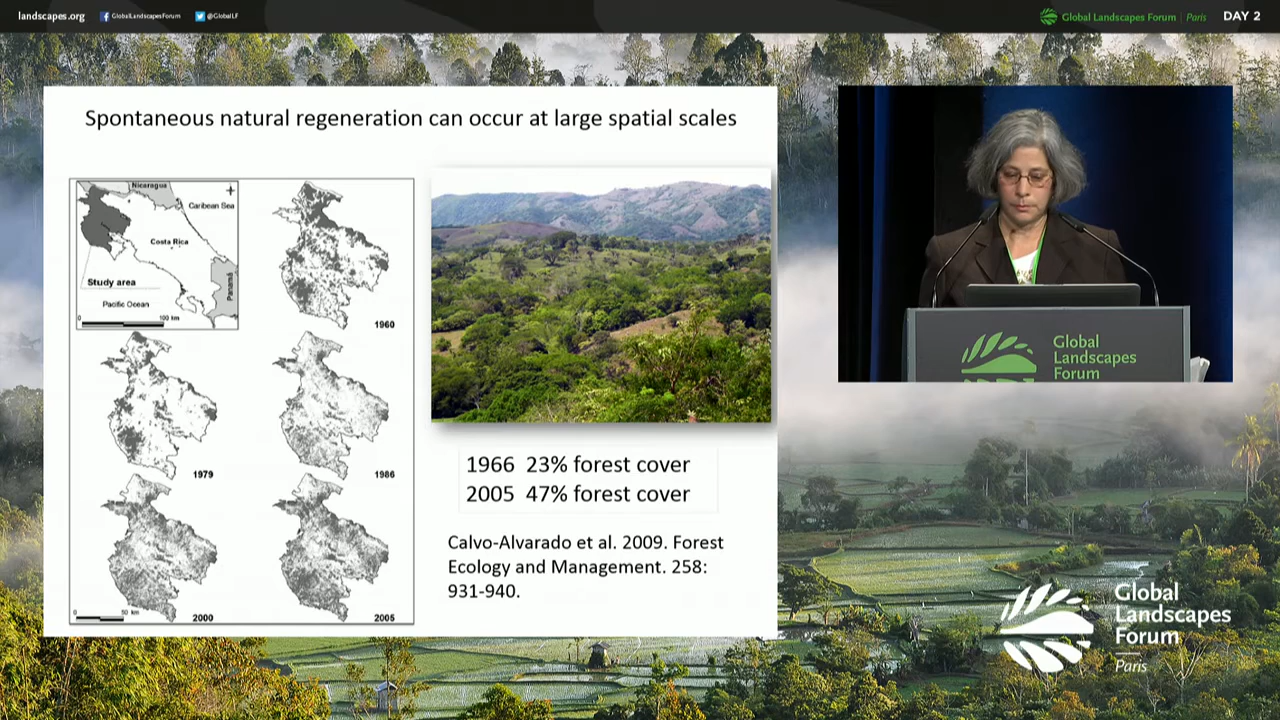 landscapes.org
GlobalLandscapesForum
@GlobalLF
Global Landscapes Forum | Paris DAY 2
Spontaneous natural regeneration can occur at large spatial scales
Nicaragua
Caribean Sea
Costa Rica
Study area
Panamá
Pacific Ocean
0 100 km
1960
1979
1986
0 50 km
2000
2005
1966 23% forest cover
2005 47% forest cover
Calvo-Alvarado et al. 2009. Forest
Ecology and Management. 258:
931-940.
Global
Landscapes
Forum
Global
Landscapes
Forum
Paris